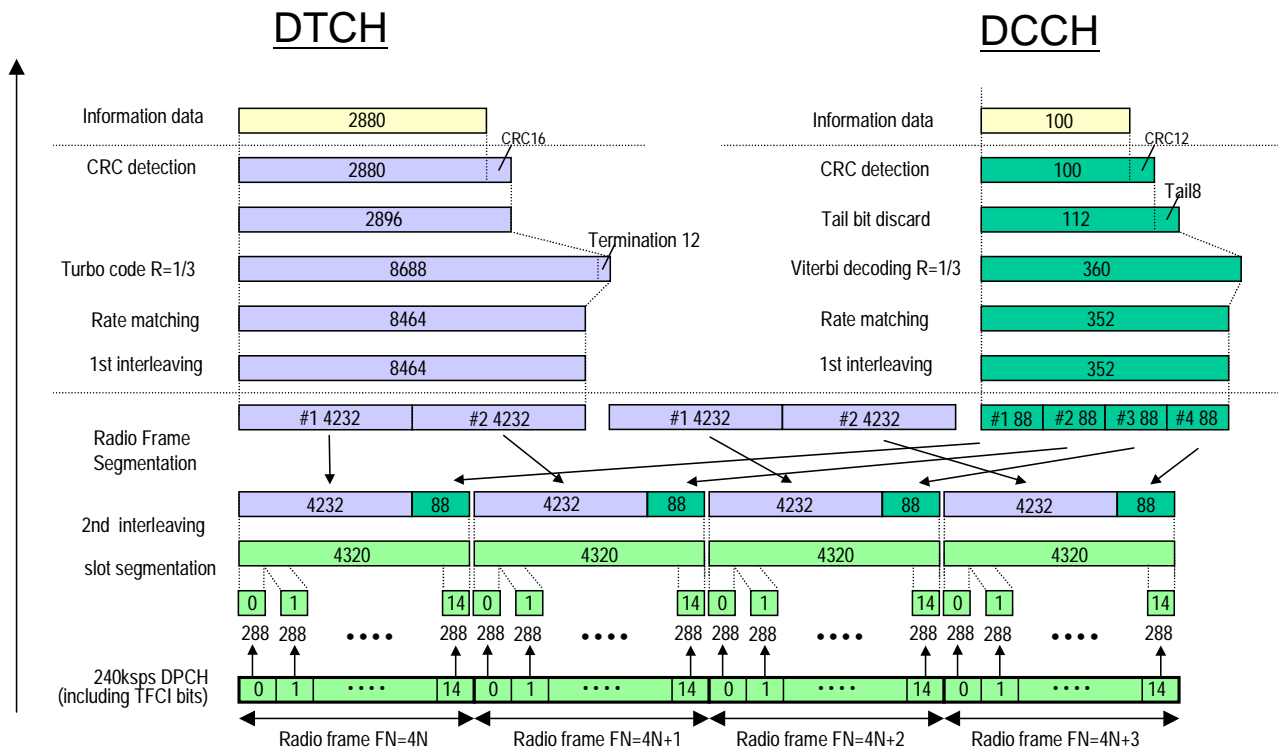 DTCH DCCH
Information data 2880 Information data 100
CRC16 CRC12
CRC detection 2880 CRC detection 100
Tail8
2896 Tail bit discard 112
Termination 12
Turbo code R=1/3 8688 Viterbi decoding R=1/3 360
Rate matching 8464 Rate matching 352
1st interleaving 8464 1st interleaving 352
#1 4232 #2 4232 #1 4232 #2 4232 #1 88 #2 88 #3 88 #4 88
Radio Frame
Segmentation
4232 88 4232 88 4232 88 4232 88
2nd interleaving
4320 4320 4320 4320
slot segmentation
0 1 14 0 1 14 0 1 14 0 1 14
288 288 •••• 288 288 288 •••• 288 288 288 •••• 288 288 288 •••• 288
240ksps DPCH
(including TFCI bits)
0 1 •••• 14 0 1 •••• 14 0 1 •••• 14 0 1 •••• 14
Radio frame FN=4N Radio frame FN=4N+1 Radio frame FN=4N+2 Radio frame FN=4N+3